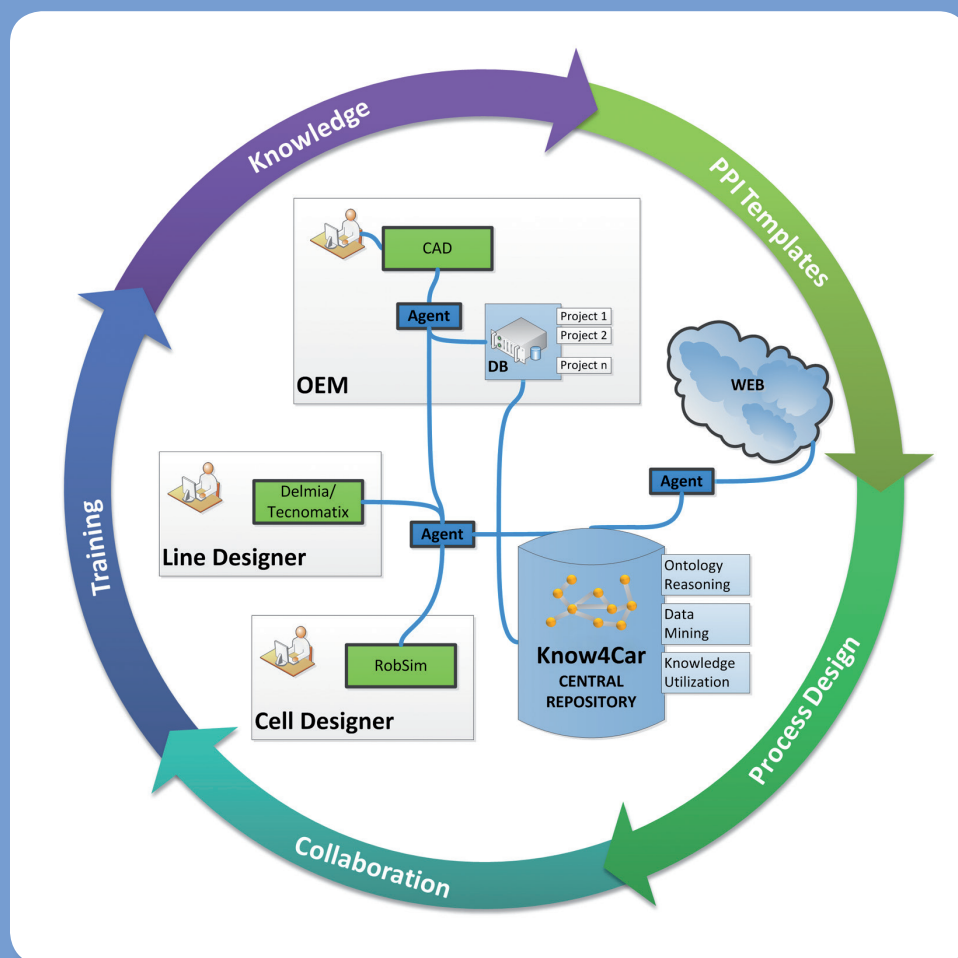 Knowledge
PPI Templates
CAD
Agent
Project 1
Project 2
DB
Project n
OEM
WEB
Agent
Delmia/
Tecnomatix
Line Designer
Agent
Ontology
Reasoning
Data
Mining
Know4Car
CENTRAL
REPOSITORY
Knowledge
Utilization
RobSim
Cell Designer
Process Design
Collaboration
Training